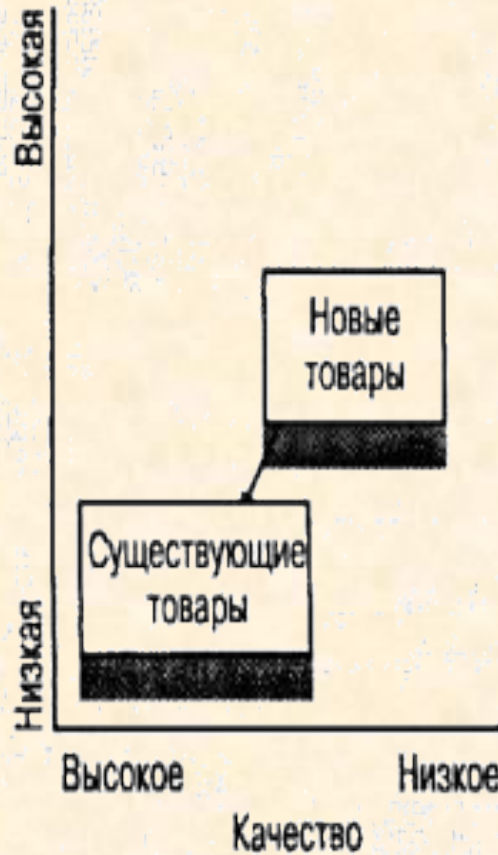 Высокая
Новые
товары
Существующие
товары
Низкая
Высокое
Низкое
Качество